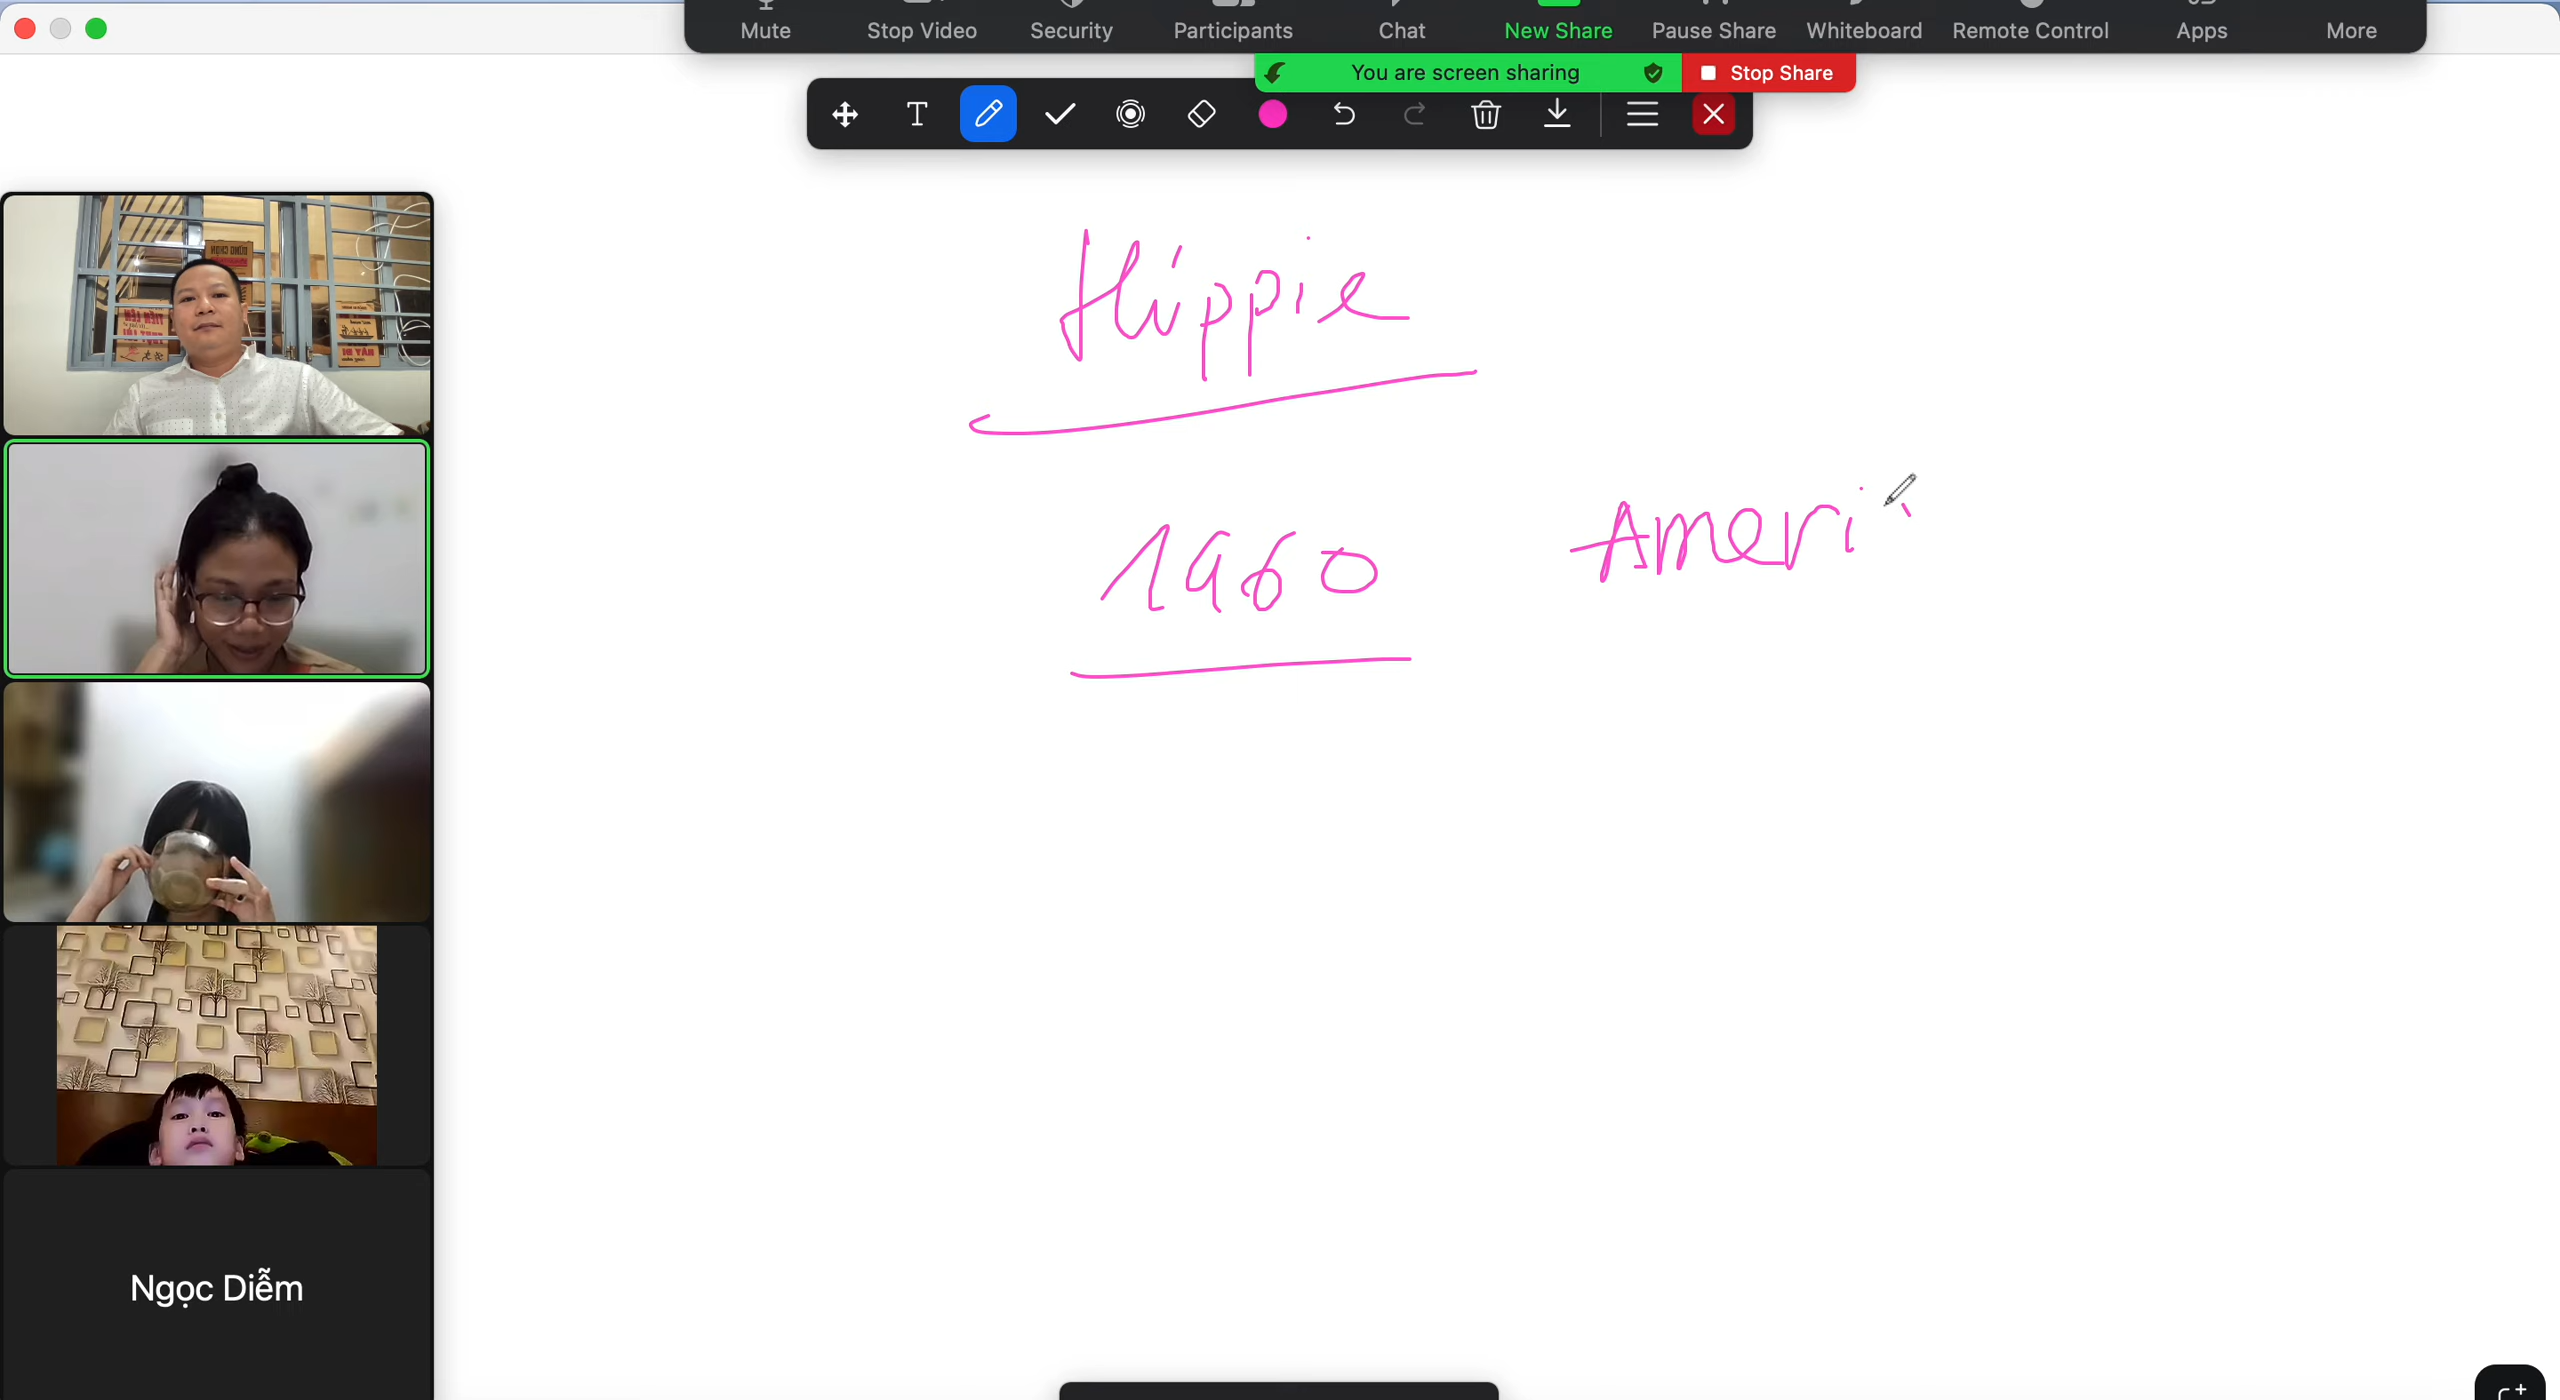 Mute Stop Video Security Participants Chat New Share Pause Share Whiteboard Remote Control Apps More
You are screen sharing Stop Share
T
Hippie
1960 Ameri
Ngọc Diễm